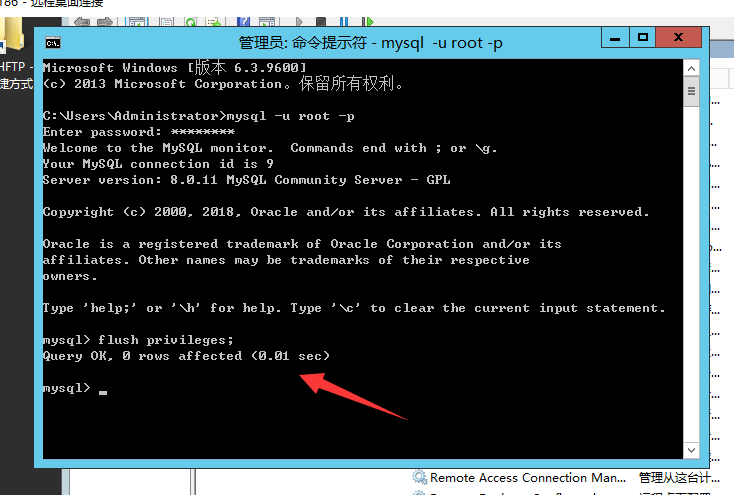 186 - 远程桌面连接
管理员: 命令提示符 - mysql -u root -p
HFTP -
捷方式
Microsoft Windows [版本 6.3.9600]
(c) 2013 Microsoft Corporation。保留所有权利。
C:\Users\Administrator>mysql -u root -p
Enter password: ********
Welcome to the MySQL monitor.  Commands end with ; or \g.
Your MySQL connection id is 9
Server version: 8.0.11 MySQL Community Server - GPL
Copyright (c) 2000, 2018, Oracle and/or its affiliates. All rights reserved.
Oracle is a registered trademark of Oracle Corporation and/or its
affiliates. Other names may be trademarks of their respective
owners.
Type 'help;' or '\h' for help. Type '\c' to clear the current input statement.
mysql> flush privileges;
Query OK, 0 rows affected (0.01 sec)
mysql>
Remote Access Connection Man... 管理从这台计...